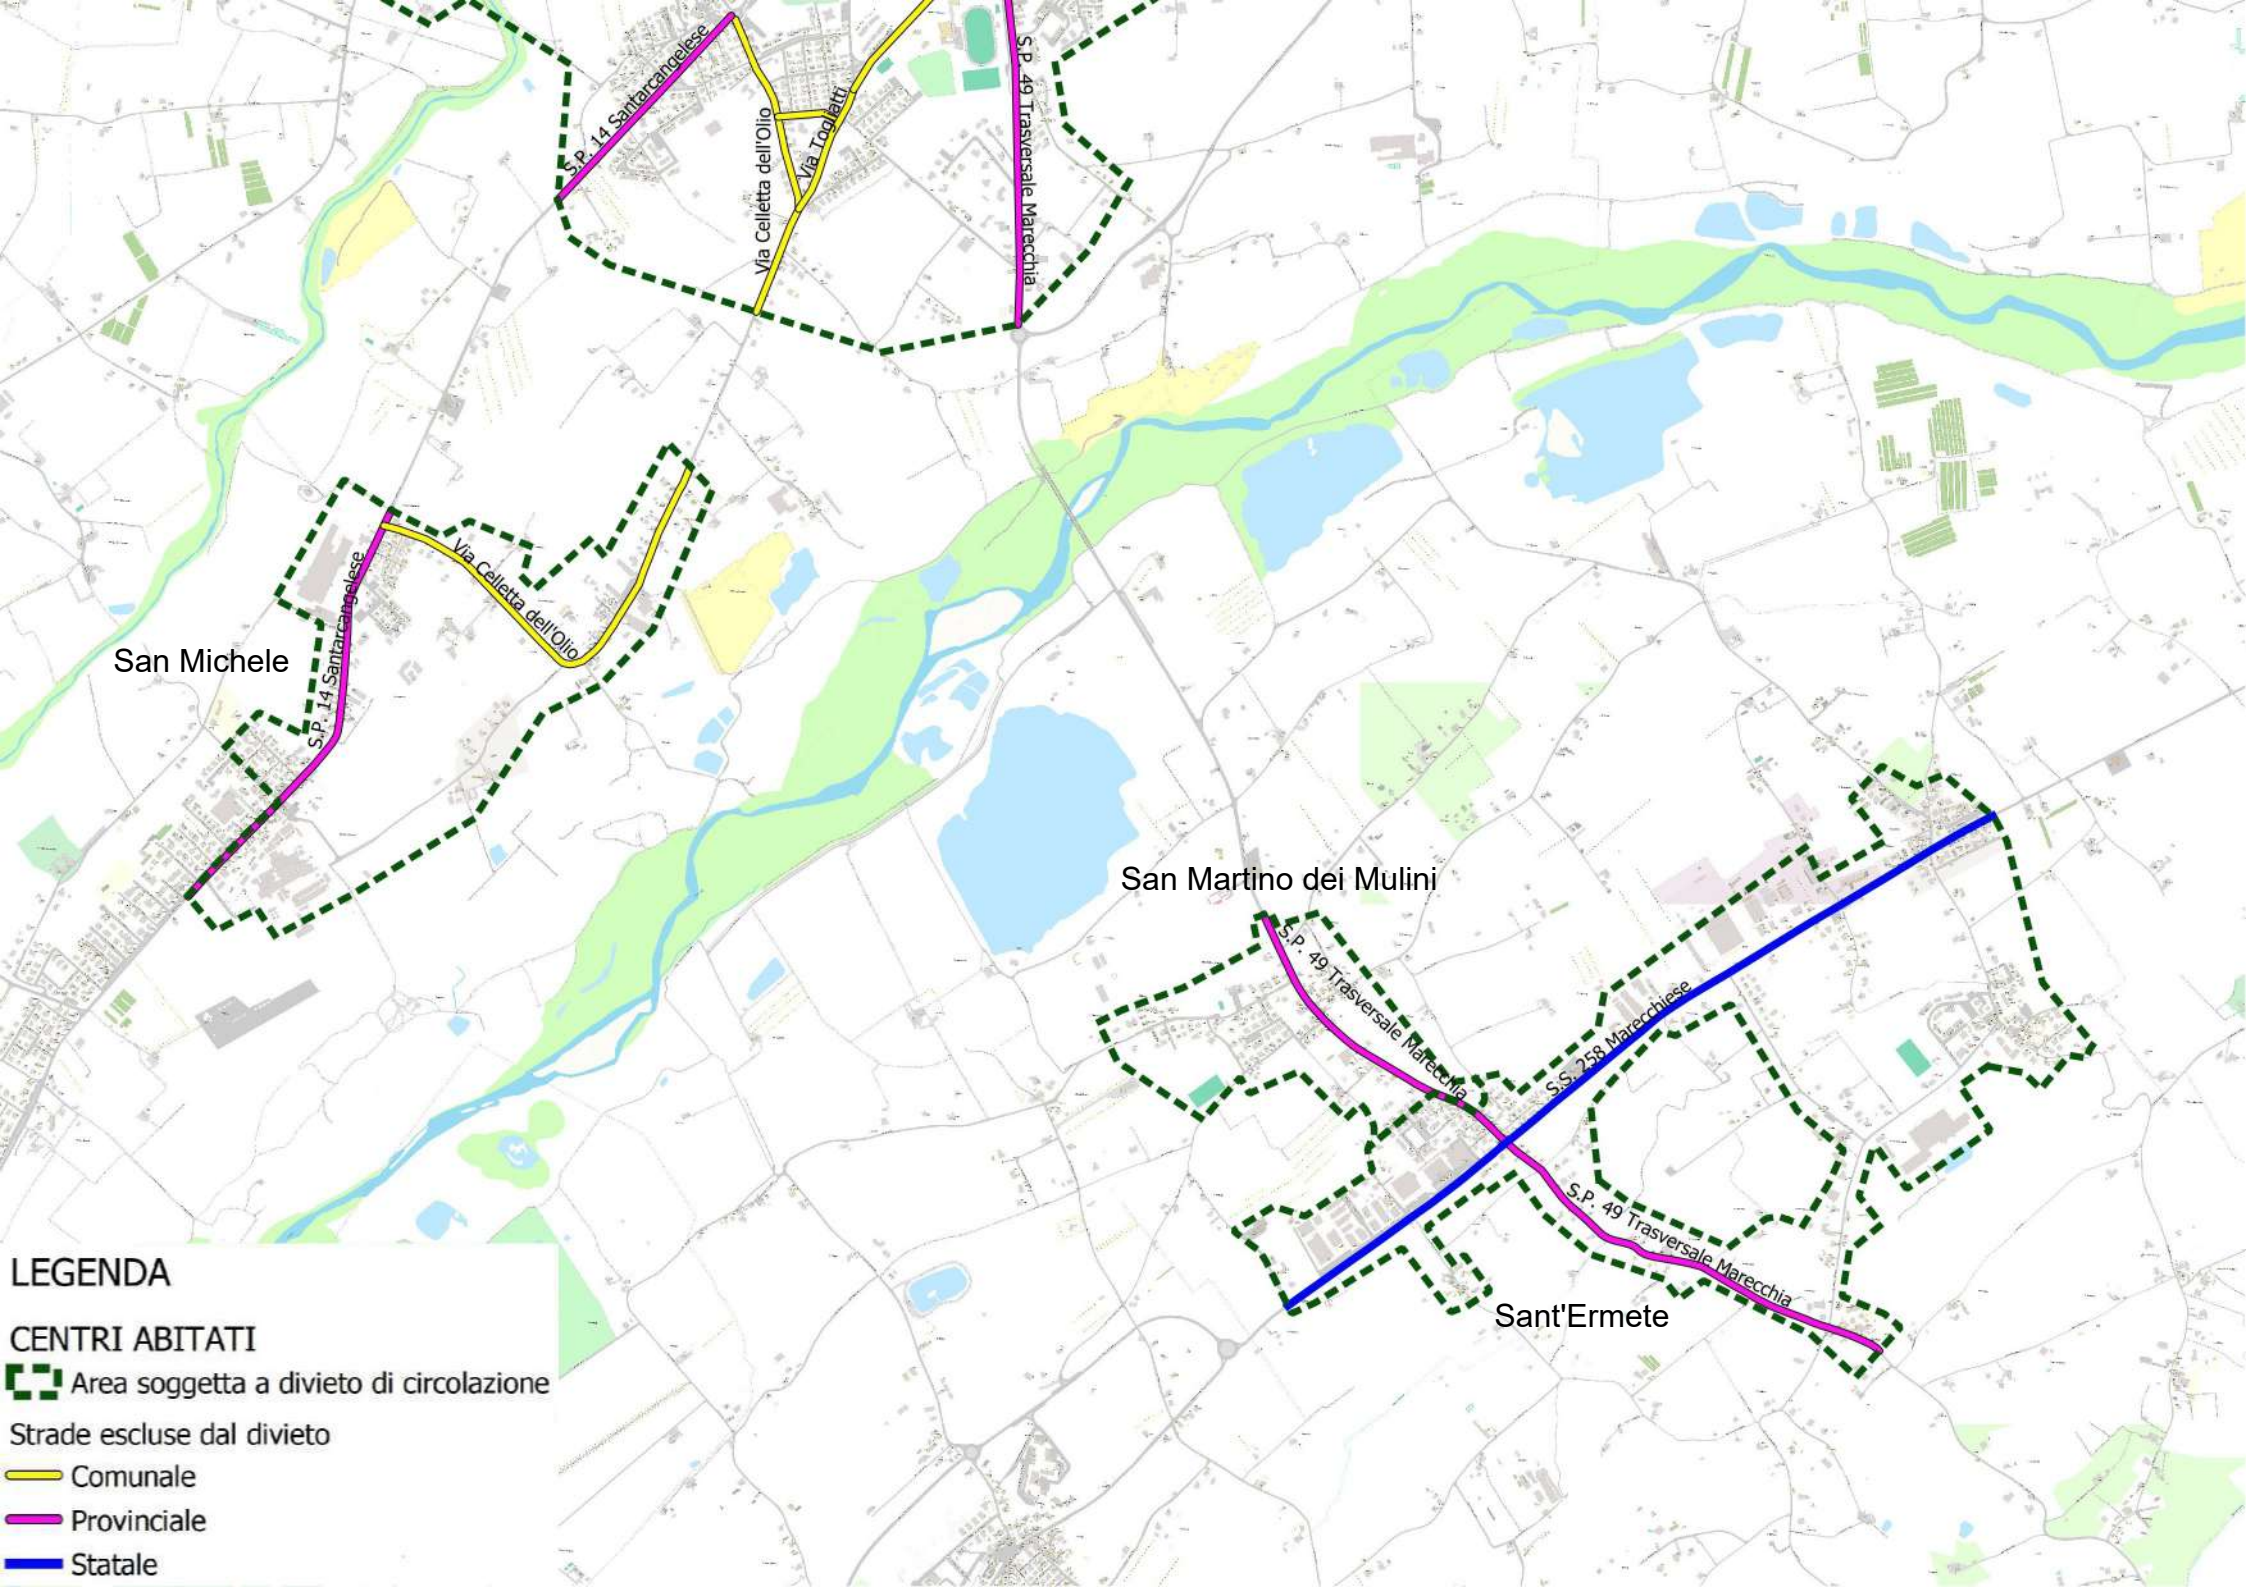 S.P. 14 Santarcangelese
Via Celletta dell'Olio
Via Togliatti
S.P. 49 Trasversale Marecchia
Via Celletta dell'Olio
S.P. 14 Santarcangelese
San Michele
San Martino dei Mulini
S.P. 49 Trasversale Marecchia
S.S. 258 Marecchiese
S.P. 49 Trasversale Marecchia
Sant'Ermete
LEGENDA
CENTRI ABITATI
Area soggetta a divieto di circolazione
Strade escluse dal divieto
Comunale
Provinciale
Statale